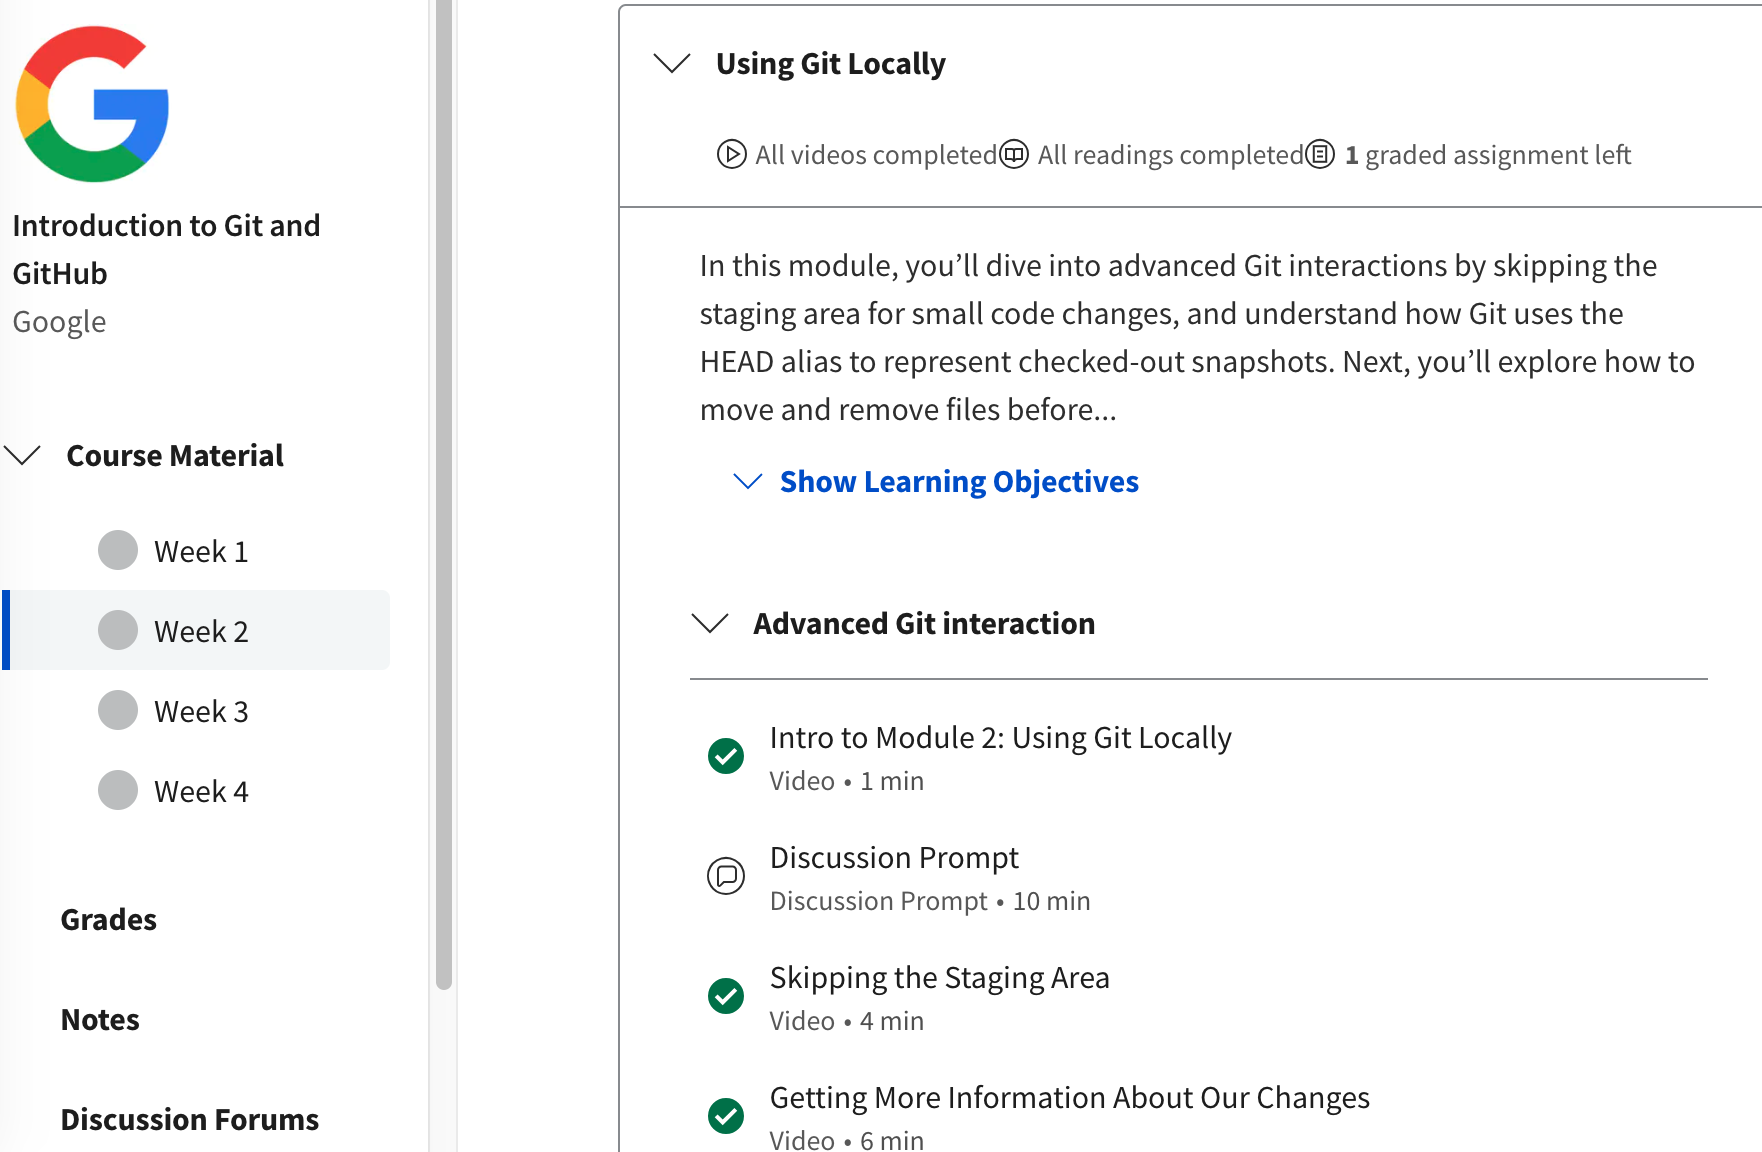 Introduction to Git and
GitHub
Google
Course Material
Week 1
Week 2
Week 3
Week 4
Grades
Notes
Discussion Forums
Using Git Locally
All videos completed All readings completed 1 graded assignment left
In this module, you’ll dive into advanced Git interactions by skipping the
staging area for small code changes, and understand how Git uses the
HEAD alias to represent checked-out snapshots. Next, you’ll explore how to
move and remove files before...
Show Learning Objectives
Advanced Git interaction
Intro to Module 2: Using Git Locally
Video • 1 min
Discussion Prompt
Discussion Prompt • 10 min
Skipping the Staging Area
Video • 4 min
Getting More Information About Our Changes
Video • 6 min